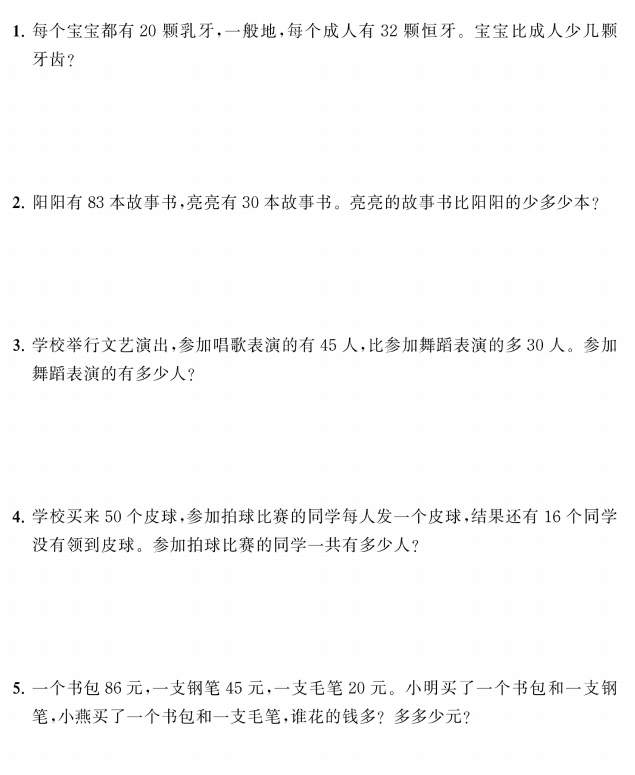 1. 每个宝宝都有 20 颗乳牙,一般地,每个成人有 32 颗恒牙。宝宝比成人少几颗
牙齿?
2. 阳阳有 83 本故事书,亮亮有 30 本故事书。亮亮的故事书比阳阳的少多少本?
3. 学校举行文艺演出,参加唱歌表演的有 45 人,比参加舞蹈表演的多 30 人。参加
舞蹈表演的有多少人?
4. 学校买来 50 个皮球,参加拍球比赛的同学每人发一个皮球,结果还有 16 个同学
没有领到皮球。参加拍球比赛的同学一共有多少人?
5. 一个书包 86 元,一支钢笔 45 元,一支毛笔 20 元。小明买了一个书包和一支钢
笔,小燕买了一个书包和一支毛笔,谁花的钱多? 多多少元?